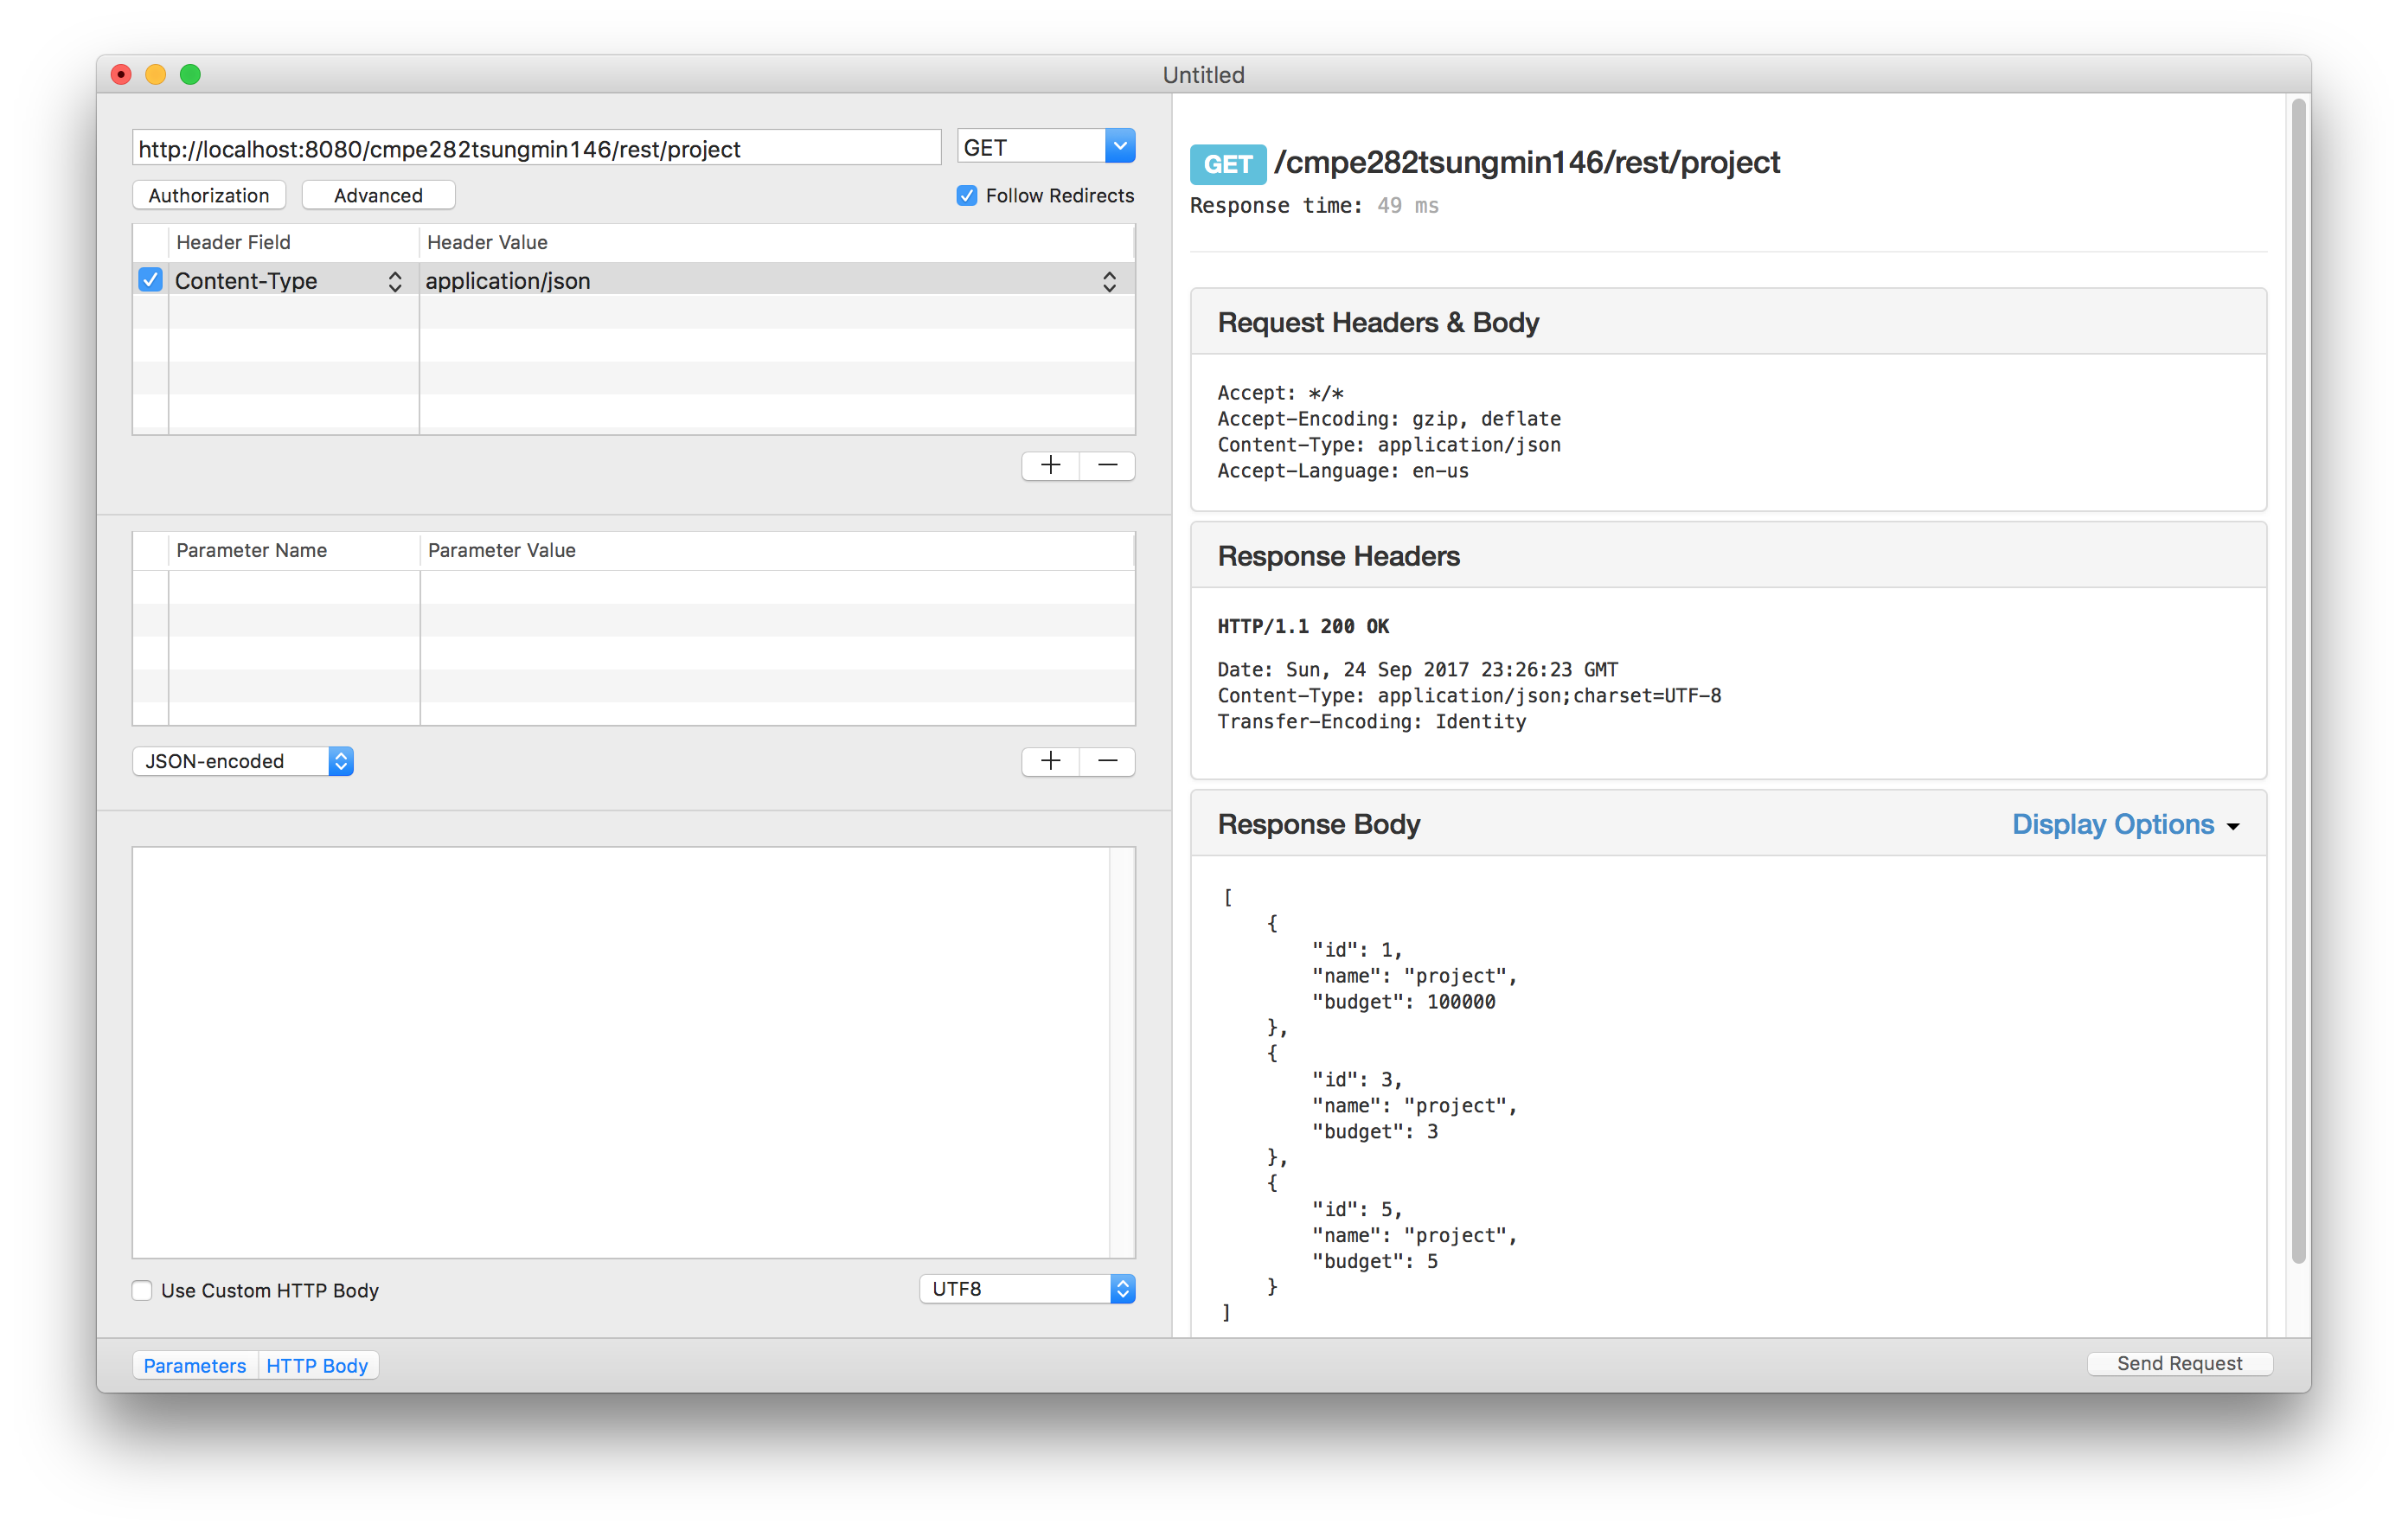 Untitled
http://localhost:8080/cmpe282tsungmin146/rest/project
GET
Authorization
Advanced
Follow Redirects
Header Field
Header Value
Content-Type
application/json
Parameter Name
Parameter Value
JSON-encoded
Use Custom HTTP Body
UTF8
Parameters
HTTP Body
GET /cmpe282tsungmin146/rest/project
Response time: 49 ms
Request Headers & Body
Accept: */*
Accept-Encoding: gzip, deflate
Content-Type: application/json
Accept-Language: en-us
Response Headers
HTTP/1.1 200 OK
Date: Sun, 24 Sep 2017 23:26:23 GMT
Content-Type: application/json;charset=UTF-8
Transfer-Encoding: Identity
Response Body
Display Options
[
{
"id": 1,
"name": "project",
"budget": 100000
},
{
"id": 3,
"name": "project",
"budget": 3
},
{
"id": 5,
"name": "project",
"budget": 5
}
]
Send Request